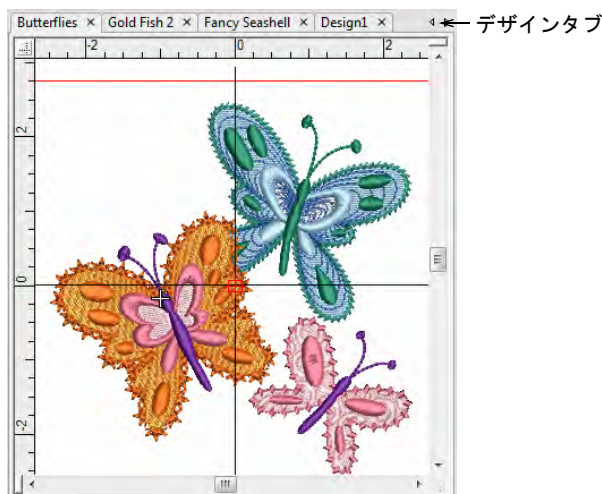 Butterflies × Gold Fish 2 × Fancy Seashell × Design1 ×
デザインタブ
-2 0 2
2
0
-2